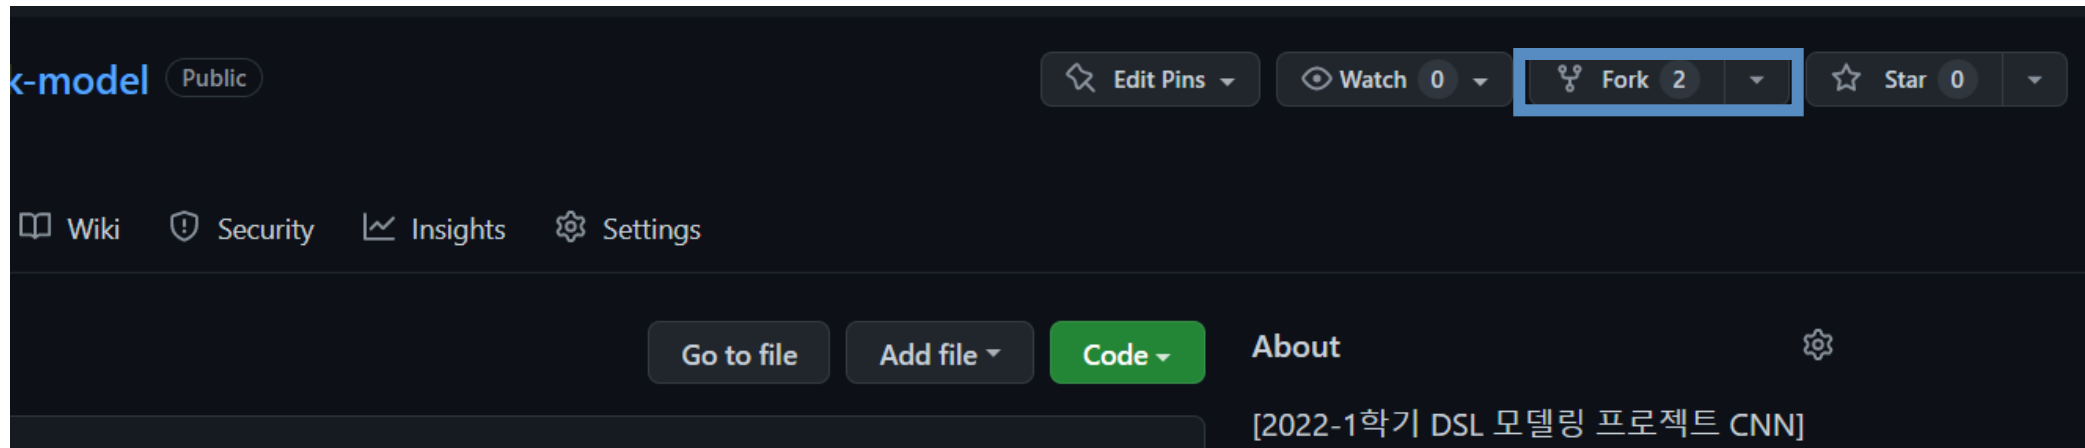 k-model Public Edit Pins Watch 0 Fork 2 Star 0
Wiki Security Insights Settings
Go to file Add file Code About
[2022-1학기 DSL 모델링 프로젝트 CNN]